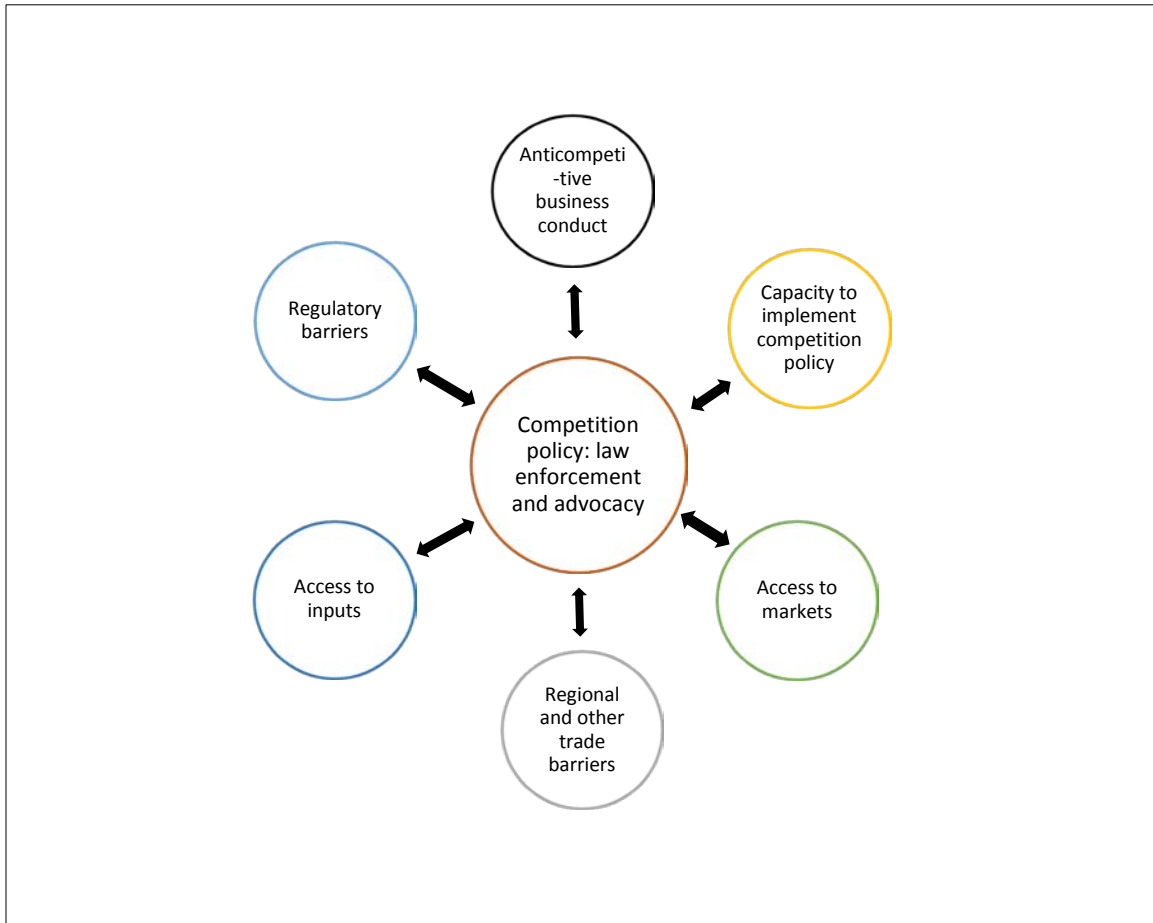 Anticompeti
-tive
business
conduct
Regulatory
barriers
Capacity to
implement
competition
policy
Competition
policy: law
enforcement
and advocacy
Access to
inputs
Access to
markets
Regional
and other
trade
barriers